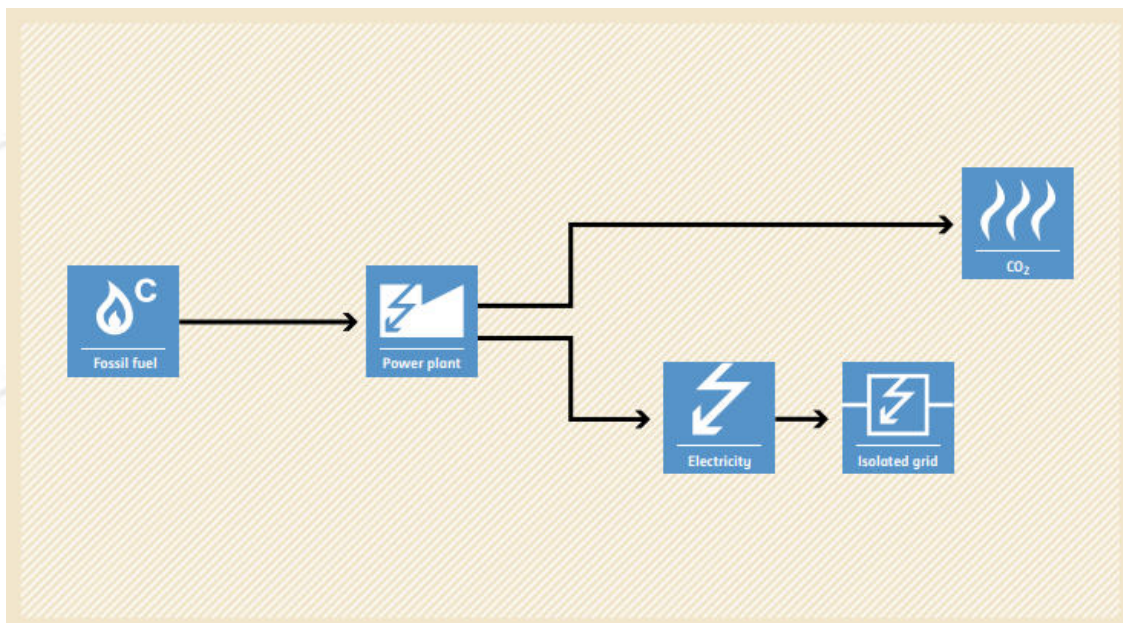 CO₂
C
Fossil fuel
Power plant
Electricity
Isolated grid